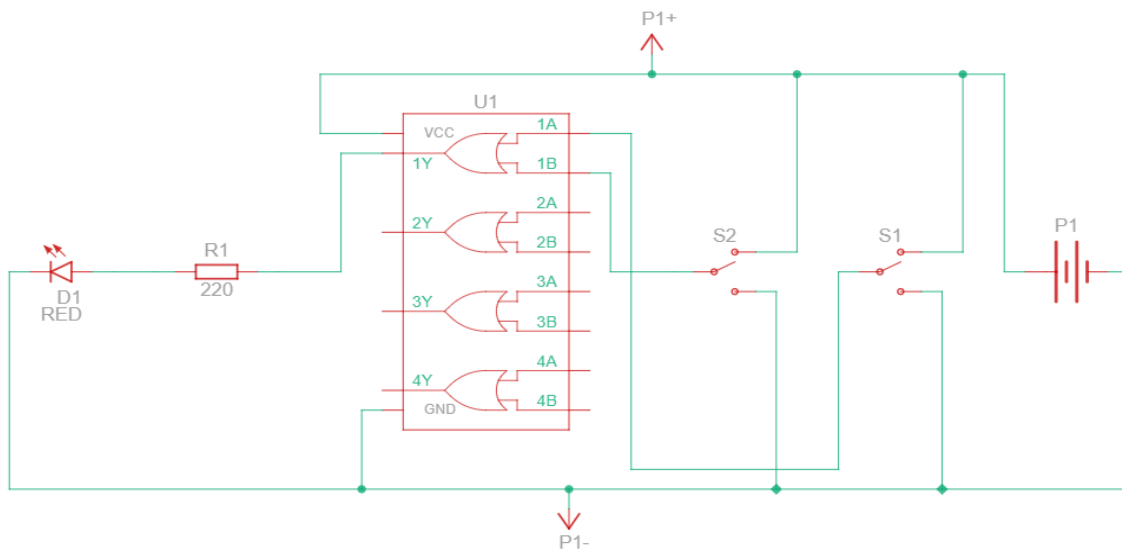 P1+
U1
VCC
1A
1Y
1B
2A
2Y
2B
3A
3Y
3B
4A
4Y
GND
4B
S2
S1
P1
R1
220
D1
RED
P1-